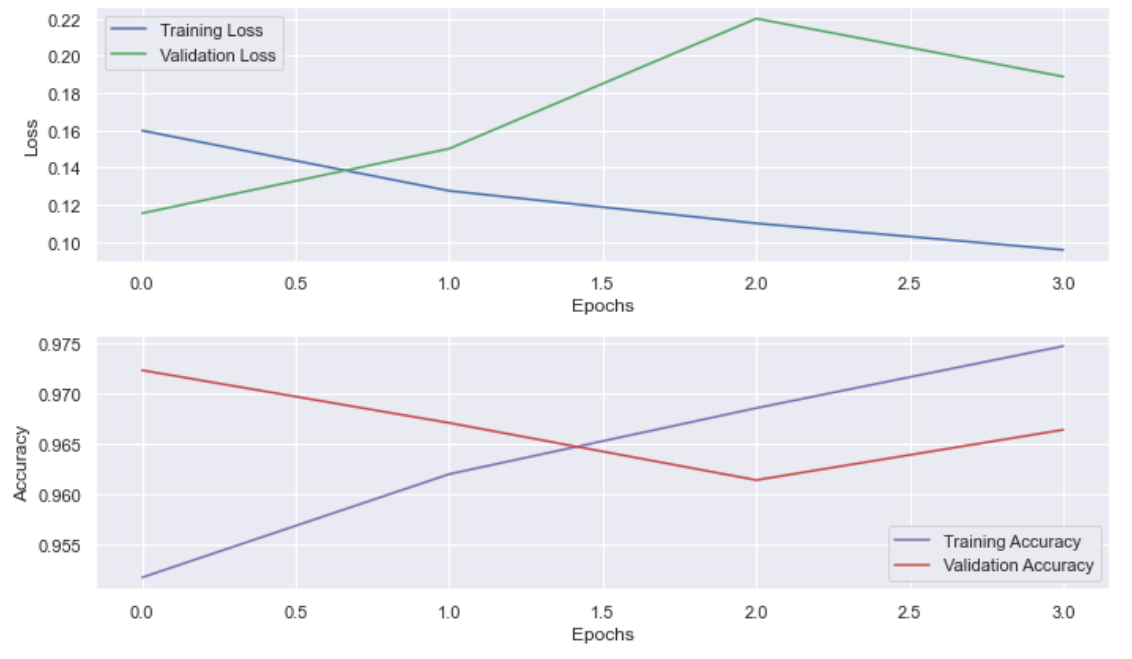 0.22
0.20
0.18
0.16
0.14
0.12
0.10
Loss
Training Loss
Validation Loss
0.0 0.5 1.0 1.5 2.0 2.5 3.0
Epochs
0.975
0.970
0.965
0.960
0.955
Accuracy
Training Accuracy
Validation Accuracy
0.0 0.5 1.0 1.5 2.0 2.5 3.0
Epochs